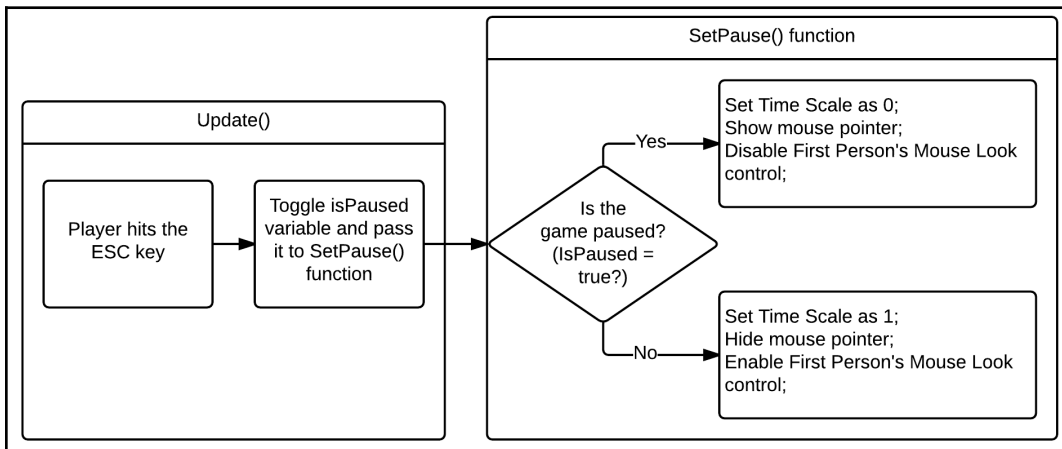 Update()
Player hits the
ESC key
Toggle isPaused
variable and pass
it to SetPause()
function
SetPause() function
Is the
game paused?
(IsPaused =
true?)
Yes
Set Time Scale as 0;
Show mouse pointer;
Disable First Person's Mouse Look
control;
No
Set Time Scale as 1;
Hide mouse pointer;
Enable First Person's Mouse Look
control;